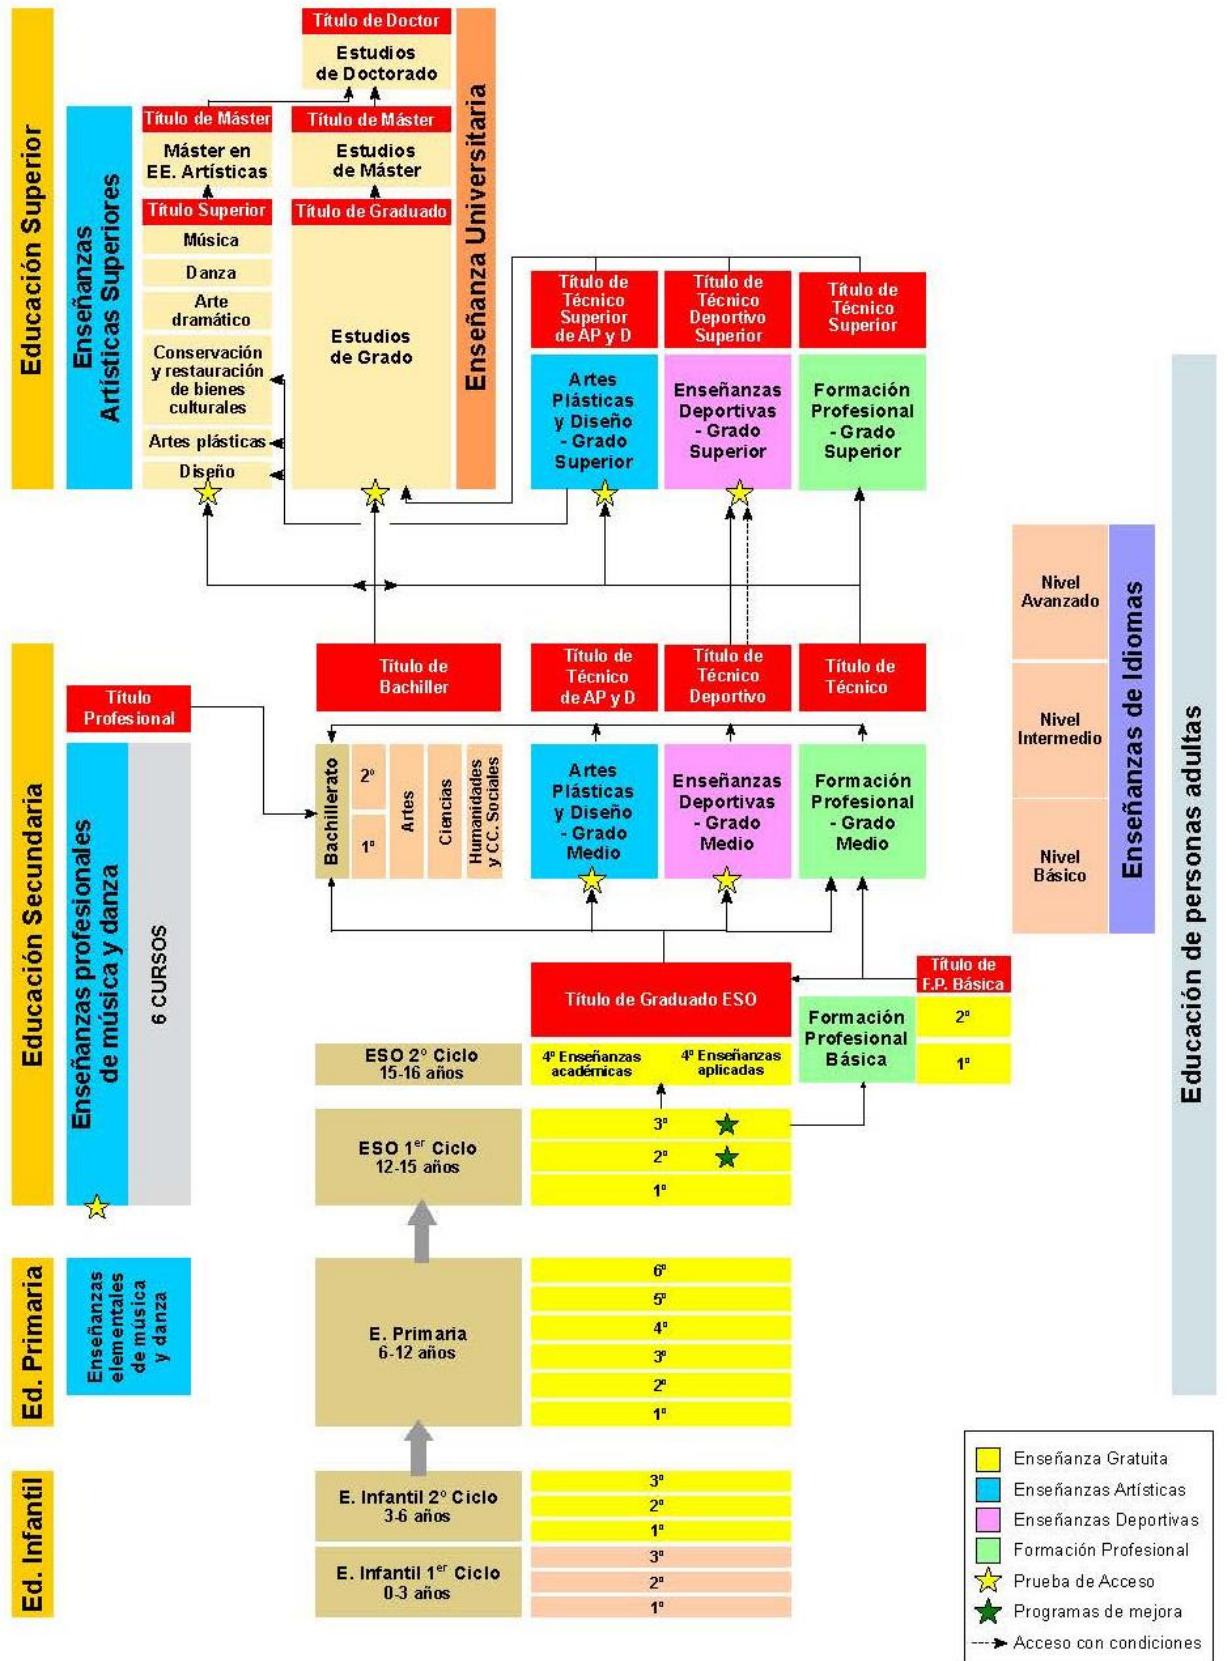 Educación Superior
Enseñanzas
Artísticas Superiores
Título de Doctor
Estudios
de Doctorado
Título de Máster
Máster en
EE. Artísticas
Título de Máster
Estudios
de Máster
Título Superior
Música
Danza
Arte
dramático
Conservación
y restauración
de bienes
culturales
Artes plásticas
Diseño
Título de Graduado
Estudios
de Grado
Enseñanza Universitaria
Título de
Técnico
Superior
de AP y D
Título de
Técnico
Deportivo
Superior
Título de
Técnico
Superior
Artes
Plásticas
y Diseño
- Grado
Superior
Enseñanzas
Deportivas
- Grado
Superior
Formación
Profesional
- Grado
Superior
Nivel
Avanzado
Nivel
Intermedio
Nivel
Básico
Enseñanzas de Idiomas
Educación de personas adultas
Educación Secundaria
Título
Profesional
Enseñanzas profesionales
de música y danza
6 CURSOS
Título de
Bachiller
Título de
Técnico
de AP y D
Título de
Técnico
Deportivo
Título de
Técnico
Bachillerato
2º
1º
Artes
Ciencias
Humanidades
y CC. Sociales
Artes
Plásticas
y Diseño
- Grado
Medio
Enseñanzas
Deportivas
- Grado
Medio
Formación
Profesional
- Grado
Medio
Título de Graduado ESO
Título de
F.P. Básica
Formación
Profesional
Básica
2º
1º
ESO 2º Ciclo
15-16 años
4º Enseñanzas
académicas
4º Enseñanzas
aplicadas
ESO 1er Ciclo
12-15 años
3º
2º
1º
Ed. Primaria
Enseñanzas
elementales
de música
y danza
E. Primaria
6-12 años
6º
5º
4º
3º
2º
1º
Ed. Infantil
E. Infantil 2º Ciclo
3-6 años
3º
2º
1º
E. Infantil 1er Ciclo
0-3 años
3º
2º
1º
Enseñanza Gratuita
Enseñanzas Artísticas
Enseñanzas Deportivas
Formación Profesional
Prueba de Acceso
Programas de mejora
Acceso con condiciones